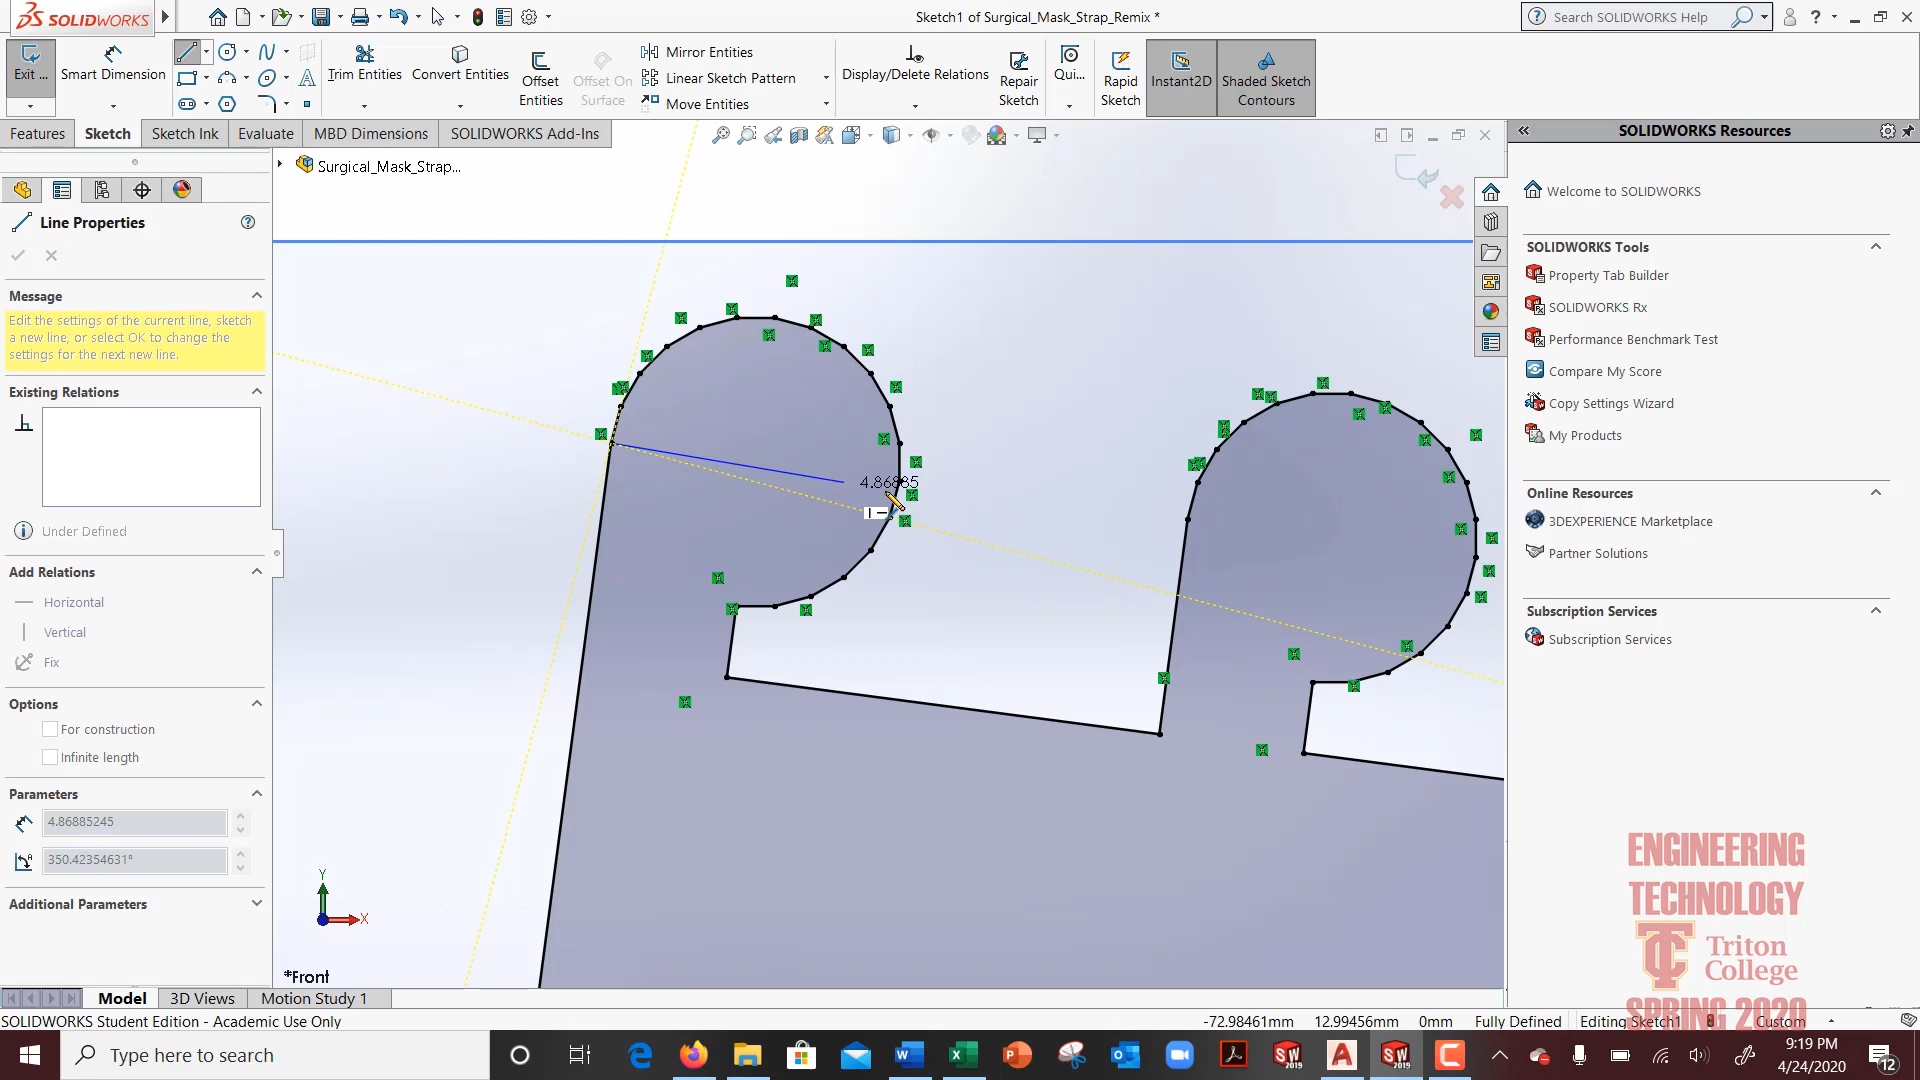 SOLIDWORKS
Sketch1 of Surgical_Mask_Strap_Remix *
Search SOLIDWORKS Help
Exit ...
Smart Dimension
Trim Entities
Convert Entities
Offset Entities
Offset On Surface
Mirror Entities
Linear Sketch Pattern
Move Entities
Display/Delete Relations
Repair Sketch
Qui...
Rapid Sketch
Instant2D
Shaded Sketch Contours
Features
Sketch
Sketch Ink
Evaluate
MBD Dimensions
SOLIDWORKS Add-Ins
Surgical_Mask_Strap...
Line Properties
Message
Edit the settings of the current line, sketch
a new line, or select OK to change the
settings for the next new line.
Existing Relations
Under Defined
Add Relations
Horizontal
Vertical
Fix
Options
For construction
Infinite length
Parameters
4.86885245
350.42354631°
Additional Parameters
4.86885
Y
X
*Front
SOLIDWORKS Resources
Welcome to SOLIDWORKS
SOLIDWORKS Tools
Property Tab Builder
SOLIDWORKS Rx
Performance Benchmark Test
Compare My Score
Copy Settings Wizard
My Products
Online Resources
3DEXPERIENCE Marketplace
Partner Solutions
Subscription Services
Subscription Services
ENGINEERING
TECHNOLOGY
TC Triton
College
SPRING 2020
Model
3D Views
Motion Study 1
SOLIDWORKS Student Edition - Academic Use Only
-72.98461mm
12.99456mm
0mm
Fully Defined
Editing Sketch1
Custom
Type here to search
9:19 PM
4/24/2020
12